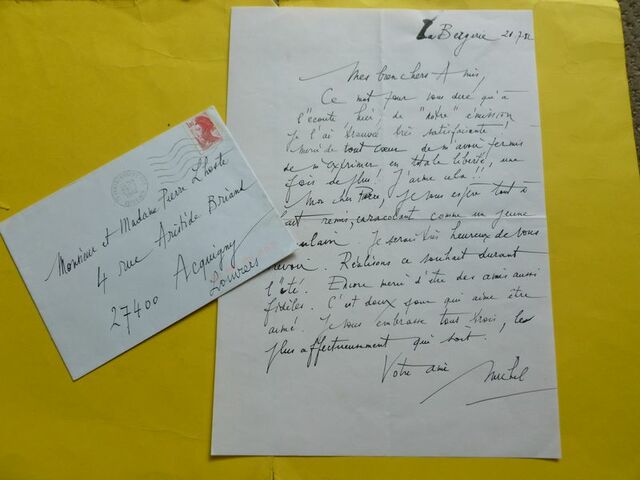 La Bergerie 21.7.82
Mes bien chers Amis,
Ce mot pour vous dire qu'à
l'écoute hier de "notre" émission,
je l'ai trouvée très satisfaisante,
merci de tout coeur de m'avoir permis
de m'exprimer en totale liberté, une
fois de plus! J'aime cela!!
Mon cher Pierre, je vous espère tout à
fait remis, caracolant comme un jeune
poulain. Je serais très heureux de vous
revoir. Réalisons ce souhait durant
l'été. Encore merci d'être des amis aussi
fidèles. C'est doux pour qui aime être
aimé. Je vous embrasse tous trois, le
plus affectueusement qui soit.
Votre ami
Michel
Monsieur et Madame Pierre Lhoste
4 rue Aristide Briand
Acquigny
27400 Louviers